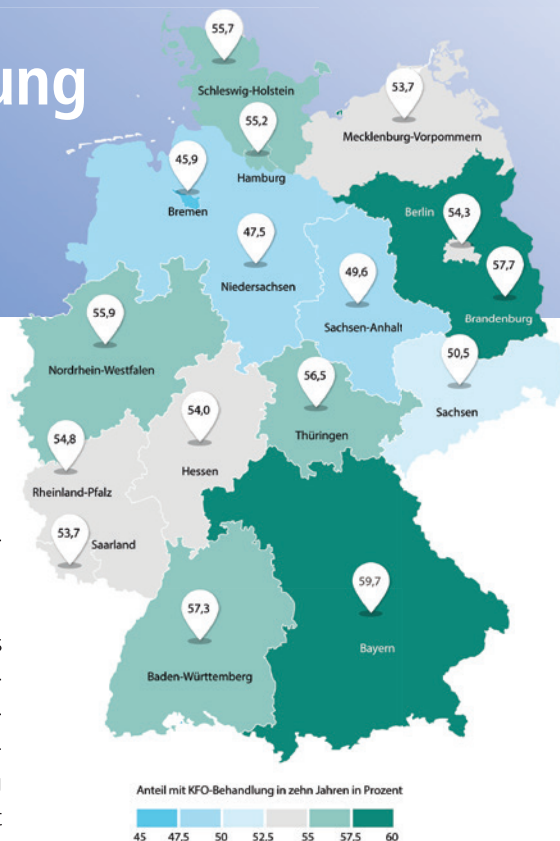 ung
55,7
Schleswig-Holstein
53,7
Mecklenburg-Vorpommern
55,2
Hamburg
45,9
Bremen
Berlin
54,3
47,5
Niedersachsen
49,6
Sachsen-Anhalt
57,7
Brandenburg
55,9
Nordrhein-Westfalen
50,5
Sachsen
56,5
Thüringen
54,0
Hessen
54,8
Rheinland-Pfalz
53,7
Saarland
59,7
Bayern
57,3
Baden-Württemberg
Anteil mit KFO-Behandlung in zehn Jahren in Prozent
45 47,5 50 52,5 55 57,5 60